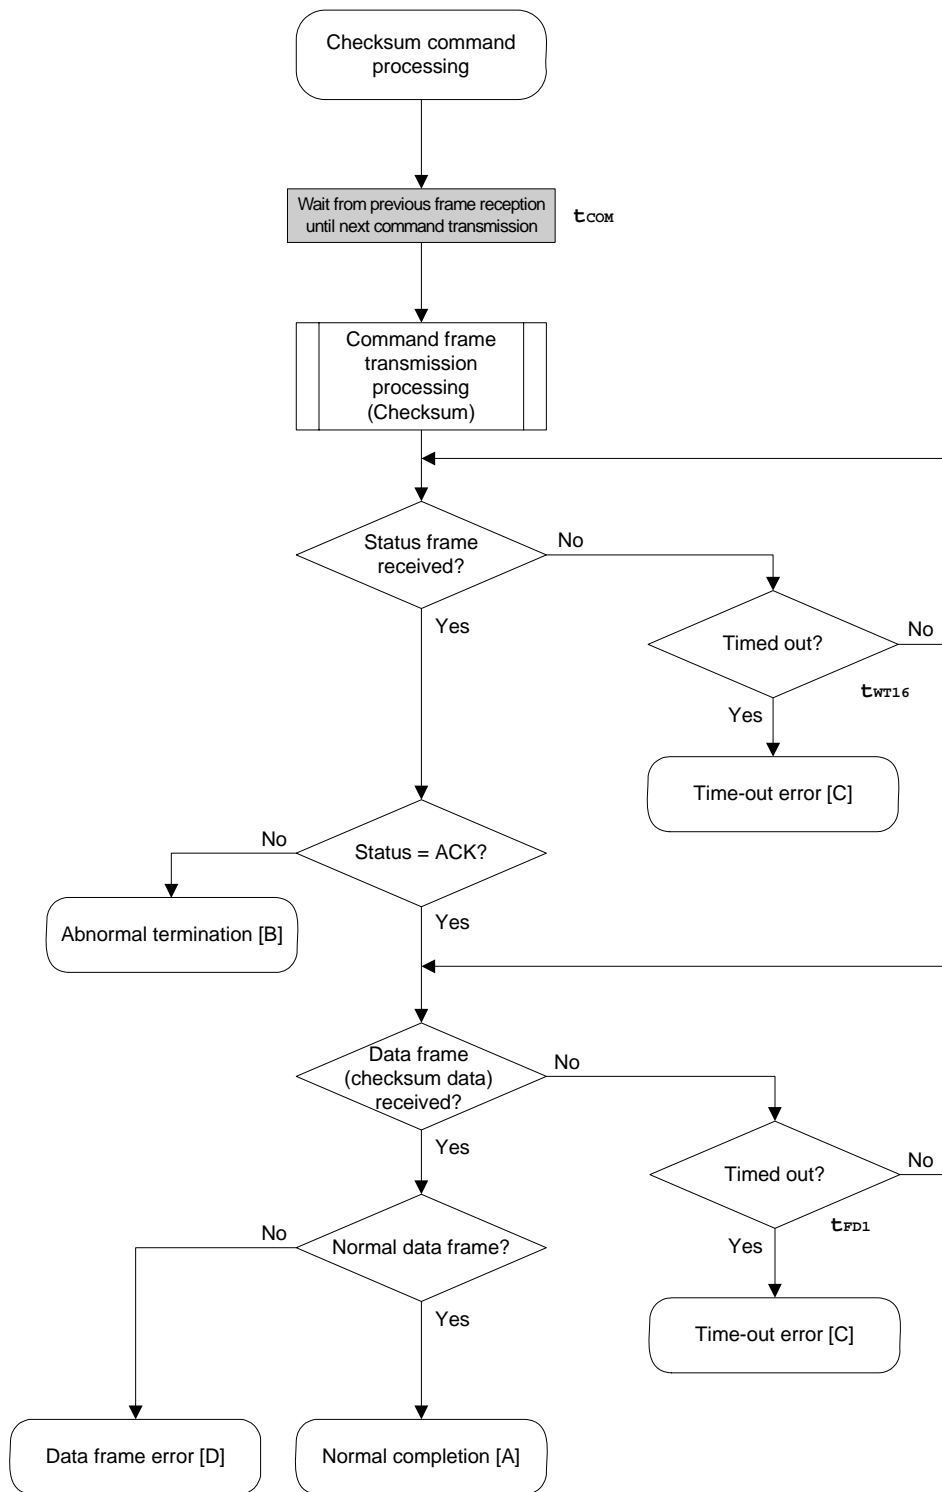 Checksum command
processing
Wait from previous frame reception
until next command transmission
tCOM
Command frame
transmission
processing
(Checksum)
Status frame
received?
No
Yes
Timed out?
No
tWT16
Yes
Time-out error [C]
Status = ACK?
No
Yes
Abnormal termination [B]
Data frame
(checksum data)
received?
No
Yes
Timed out?
No
tFD1
Yes
Time-out error [C]
Normal data frame?
No
Yes
Data frame error [D]
Normal completion [A]